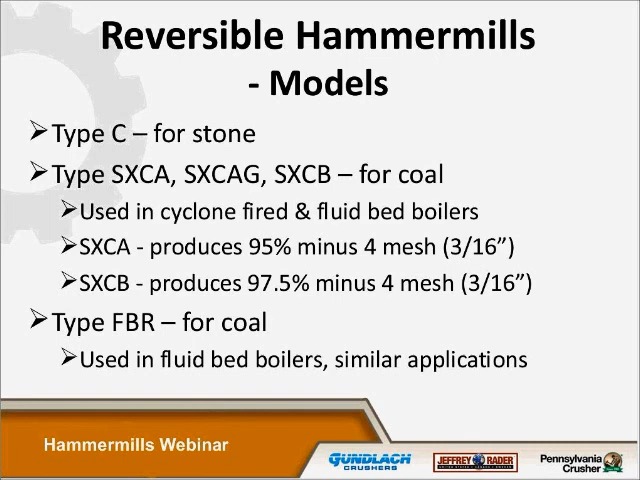 Reversible Hammermills
- Models
➢Type C – for stone
➢Type SXCA, SXCAG, SXCB – for coal
➢Used in cyclone fired & fluid bed boilers
➢SXCA - produces 95% minus 4 mesh (3/16”)
➢SXCB - produces 97.5% minus 4 mesh (3/16”)
➢Type FBR – for coal
➢Used in fluid bed boilers, similar applications
Hammermills Webinar
GUNDLACH
CRUSHERS
JEFFREY RADER
Pennsylvania
Crusher